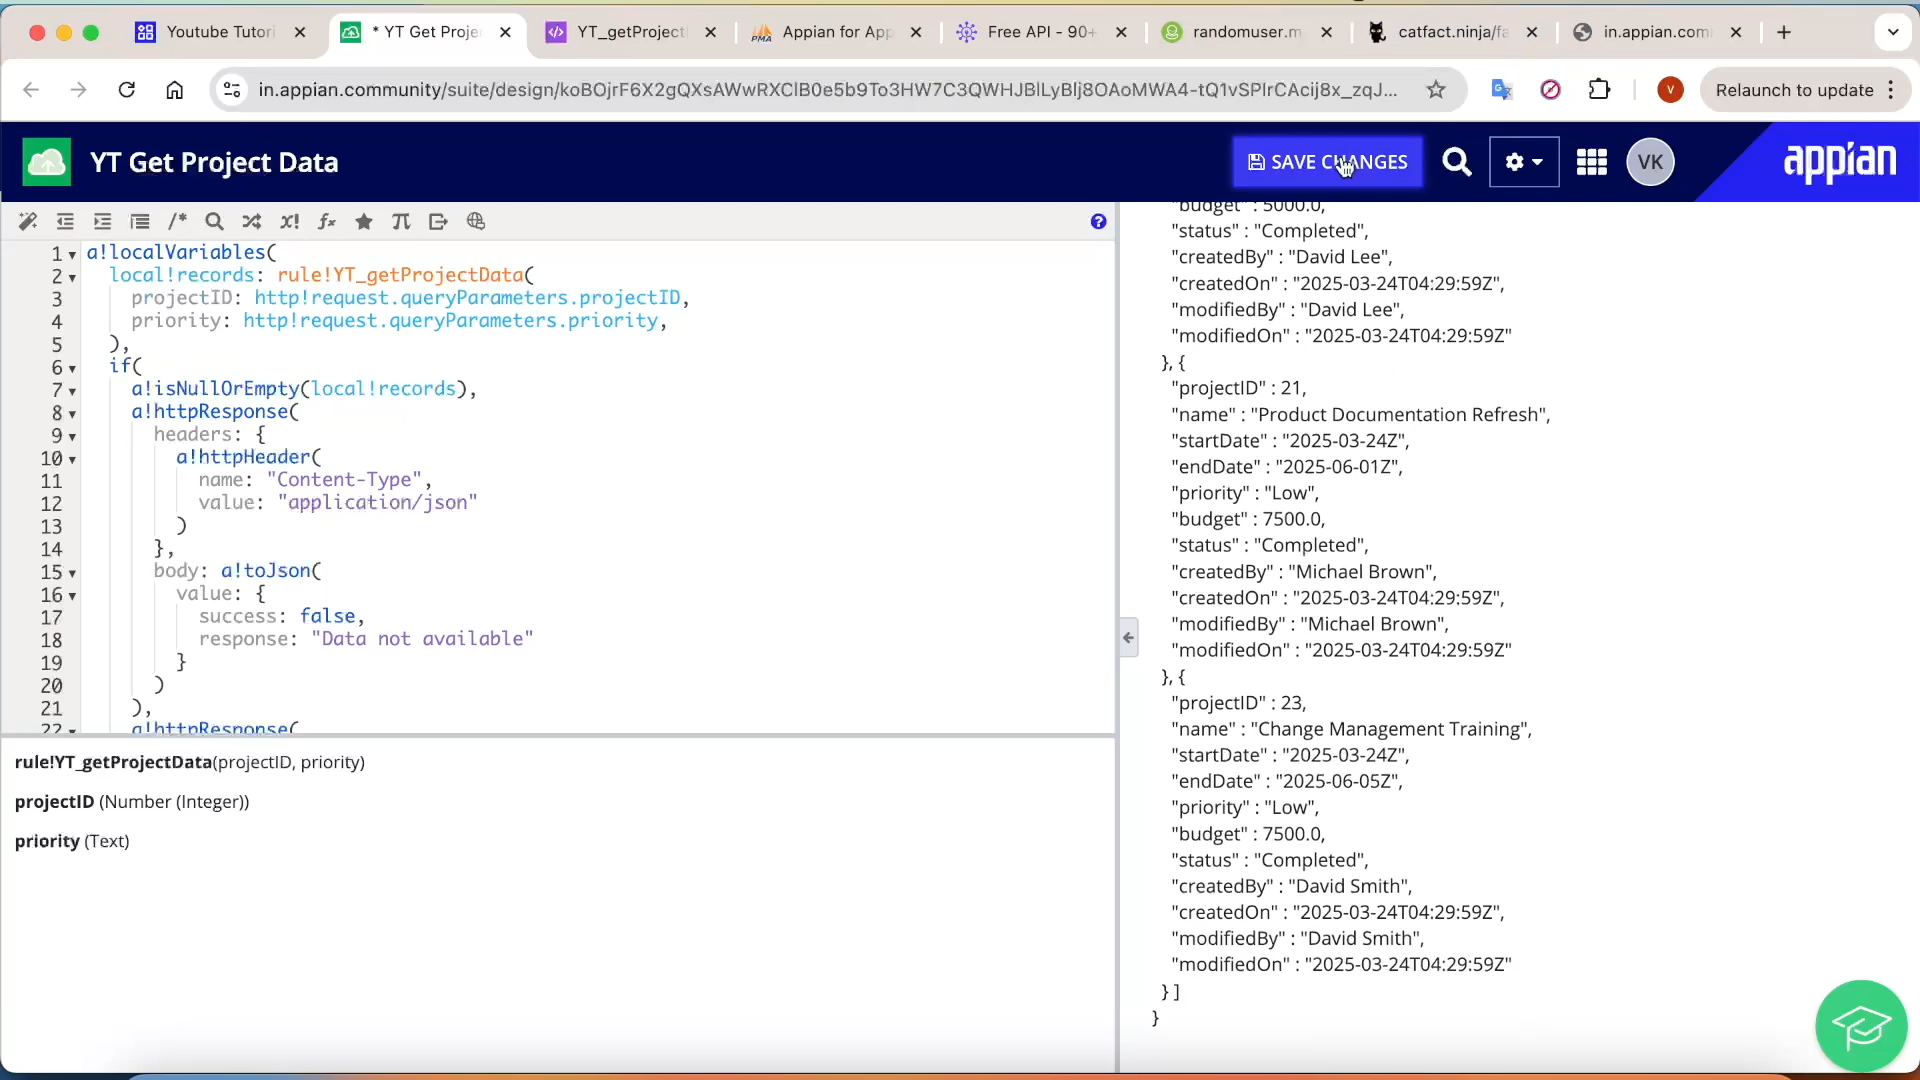 Youtube Tutori
* YT Get Proje
YT_getProject
Appian for App
Free API - 90+
randomuser.m
catfact.ninja/fa
in.appian.com
in.appian.community/suite/design/koBOjrF6X2gQXsAWwRXClB0e5b9To3HW7C3QWHJBlLyBlj8OAoMWA4-tQ1vSPlrCAcij8x_zqJ...
V
Relaunch to update
YT Get Project Data
SAVE CHANGES
VK
appian
1 a!localVariables(
2 local!records: rule!YT_getProjectData(
3 projectID: http!request.queryParameters.projectID,
4 priority: http!request.queryParameters.priority,
5 ),
6 if(
7 a!isNullOrEmpty(local!records),
8 a!httpResponse(
9 headers: {
10 a!httpHeader(
11 name: "Content-Type",
12 value: "application/json"
13 )
14 },
15 body: a!toJson(
16 value: {
17 success: false,
18 response: "Data not available"
19 }
20 )
21 ),
22 a!httpResponse(
rule!YT_getProjectData(projectID, priority)
projectID (Number (Integer))
priority (Text)
"budget" : 5000.0,
"status" : "Completed",
"createdBy" : "David Lee",
"createdOn" : "2025-03-24T04:29:59Z",
"modifiedBy" : "David Lee",
"modifiedOn" : "2025-03-24T04:29:59Z"
}, {
"projectID" : 21,
"name" : "Product Documentation Refresh",
"startDate" : "2025-03-24Z",
"endDate" : "2025-06-01Z",
"priority" : "Low",
"budget" : 7500.0,
"status" : "Completed",
"createdBy" : "Michael Brown",
"createdOn" : "2025-03-24T04:29:59Z",
"modifiedBy" : "Michael Brown",
"modifiedOn" : "2025-03-24T04:29:59Z"
}, {
"projectID" : 23,
"name" : "Change Management Training",
"startDate" : "2025-03-24Z",
"endDate" : "2025-06-05Z",
"priority" : "Low",
"budget" : 7500.0,
"status" : "Completed",
"createdBy" : "David Smith",
"createdOn" : "2025-03-24T04:29:59Z",
"modifiedBy" : "David Smith",
"modifiedOn" : "2025-03-24T04:29:59Z"
} ]
}